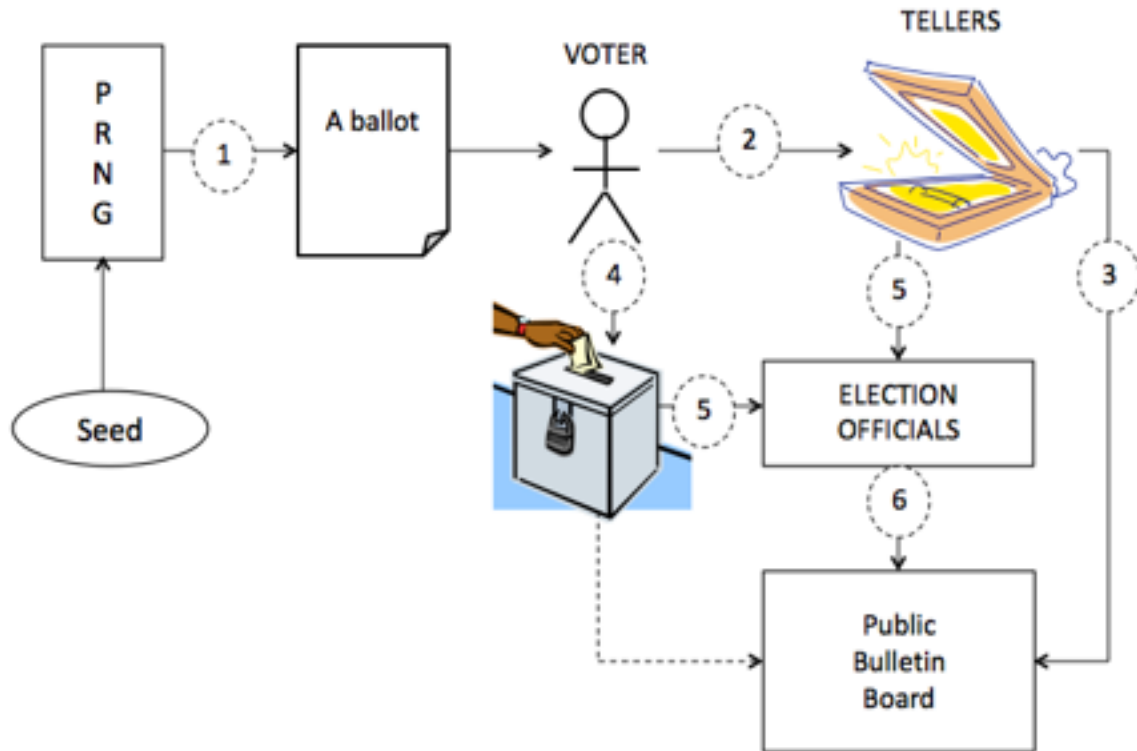 TELLERS
VOTER
P
R
N
G
A ballot
1
2
3
4
5
Seed
5
ELECTION
OFFICIALS
6
Public
Bulletin
Board